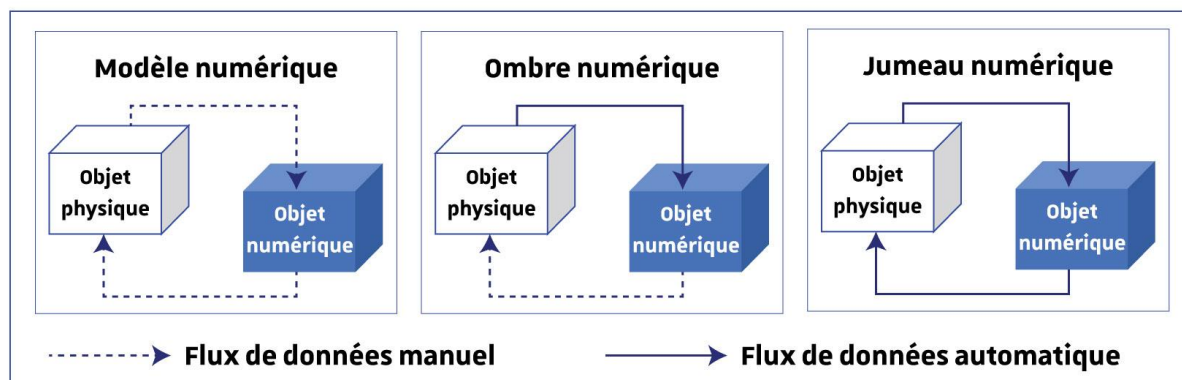 Modèle numérique
Objet
physique
Objet
numérique
Ombre numérique
Objet
physique
Objet
numérique
Jumeau numérique
Objet
physique
Objet
numérique
Flux de données manuel
Flux de données automatique